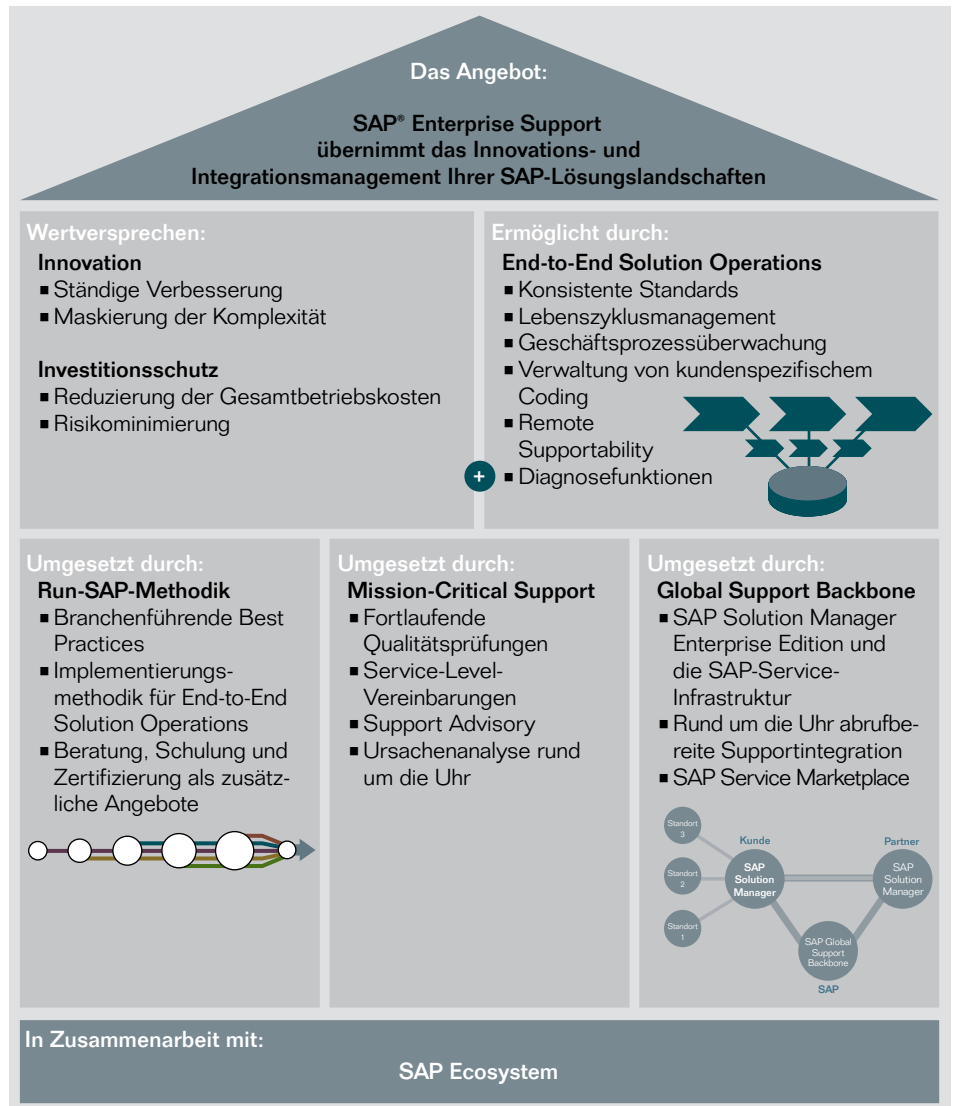 Das Angebot:
SAP® Enterprise Support
übernimmt das Innovations- und
Integrationsmanagement Ihrer SAP-Lösungslandschaften
Wertversprechen:
Innovation
▪ Ständige Verbesserung
▪ Maskierung der Komplexität
Investitionsschutz
▪ Reduzierung der Gesamtbetriebskosten
▪ Risikominimierung
+
Ermöglicht durch:
End-to-End Solution Operations
▪ Konsistente Standards
▪ Lebenszyklusmanagement
▪ Geschäftsprozessüberwachung
▪ Verwaltung von kundenspezifischem
Coding
▪ Remote
Supportability
▪ Diagnosefunktionen
Umgesetzt durch:
Run-SAP-Methodik
▪ Branchenführende Best
Practices
▪ Implementierungs-
methodik für End-to-End
Solution Operations
▪ Beratung, Schulung und
Zertifizierung als zusätz-
liche Angebote
Umgesetzt durch:
Mission-Critical Support
▪ Fortlaufende
Qualitätsprüfungen
▪ Service-Level-
Vereinbarungen
▪ Support Advisory
▪ Ursachenanalyse rund
um die Uhr
Umgesetzt durch:
Global Support Backbone
▪ SAP Solution Manager
Enterprise Edition und
die SAP-Service-
Infrastruktur
▪ Rund um die Uhr abrufbe-
reite Supportintegration
▪ SAP Service Marketplace
Standort
3
Standort
2
Standort
1
Kunde
SAP
Solution
Manager
Partner
SAP
Solution
Manager
SAP Global
Support
Backbone
SAP
In Zusammenarbeit mit:
SAP Ecosystem